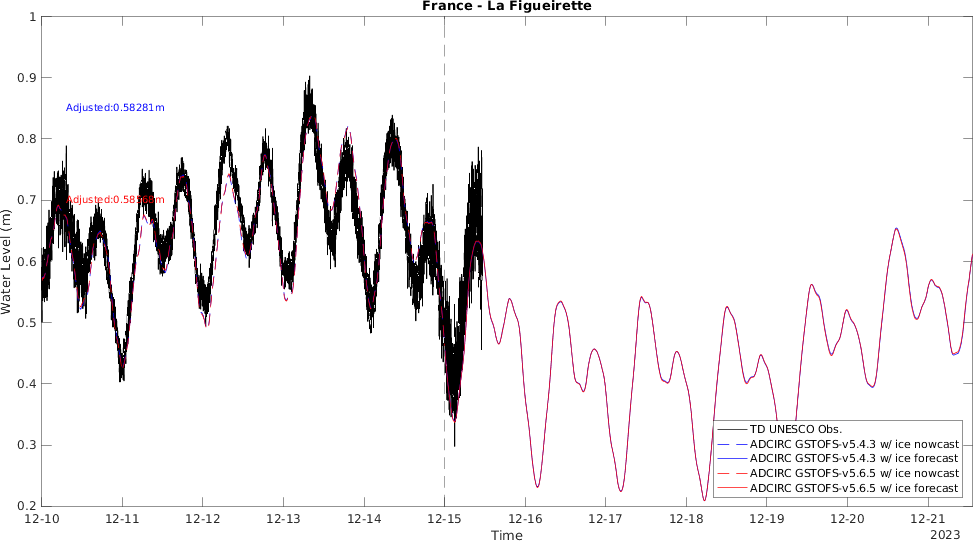 France - La Figueirette
1
0.9
0.8
0.7
0.6
0.5
0.4
0.3
0.2
Water Level (m)
Adjusted:0.58281m
TD UNESCO Obs.
ADCIRC GSTOFS-v5.4.3 w/ ice nowcast
ADCIRC GSTOFS-v5.4.3 w/ ice forecast
ADCIRC GSTOFS-v5.6.5 w/ ice nowcast
ADCIRC GSTOFS-v5.6.5 w/ ice forecast
12-10 12-11 12-12 12-13 12-14 12-15 12-16 12-17 12-18 12-19 12-20 12-21
2023
Time